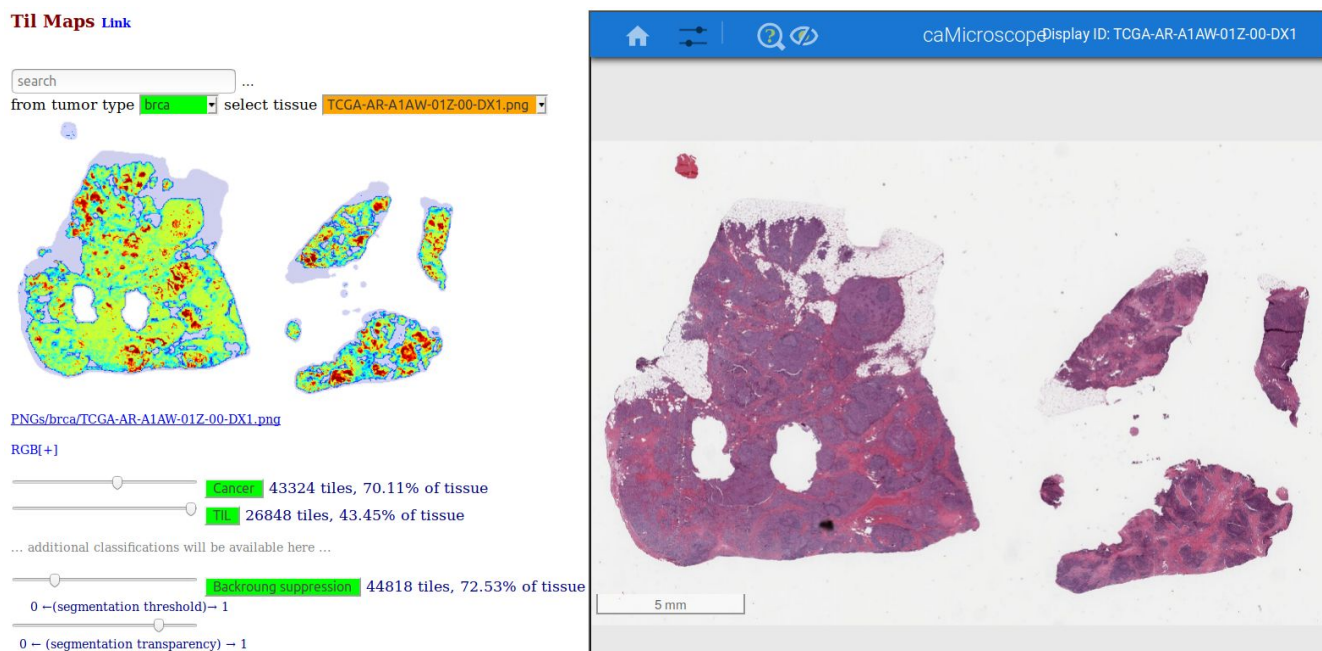 Til Maps Link
search ...
from tumor type brca select tissue TCGA-AR-A1AW-01Z-00-DX1.png
PNGs/brca/TCGA-AR-A1AW-01Z-00-DX1.png
RGB[+]
Cancer 43324 tiles, 70.11% of tissue
TIL 26848 tiles, 43.45% of tissue
... additional classifications will be available here ...
Backroung suppression 44818 tiles, 72.53% of tissue
0 ←(segmentation threshold)→ 1
0 ← (segmentation transparency) → 1
caMicroscope Display ID: TCGA-AR-A1AW-01Z-00-DX1
5 mm